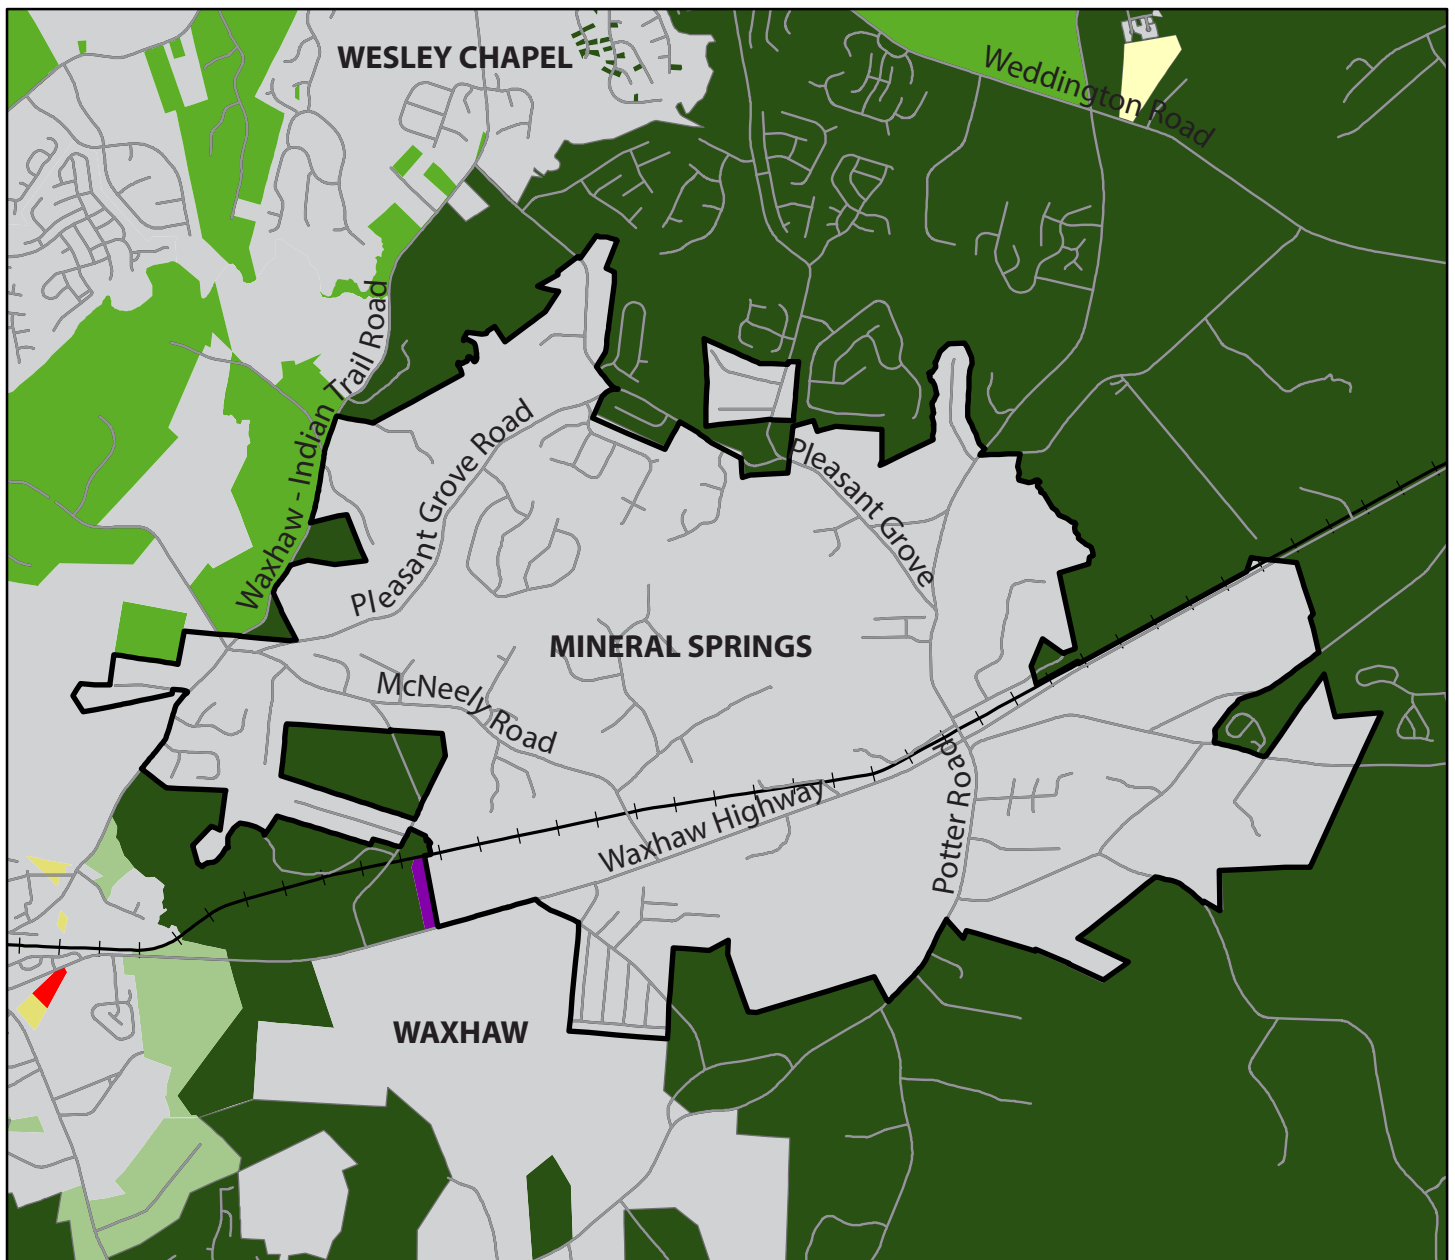 WESLEY CHAPEL
Weddington Road
Waxhaw - Indian Trail Road
Pleasant Grove Road
Pleasant Grove
MINERAL SPRINGS
McNeely Road
Waxhaw Highway
Potter Road
WAXHAW